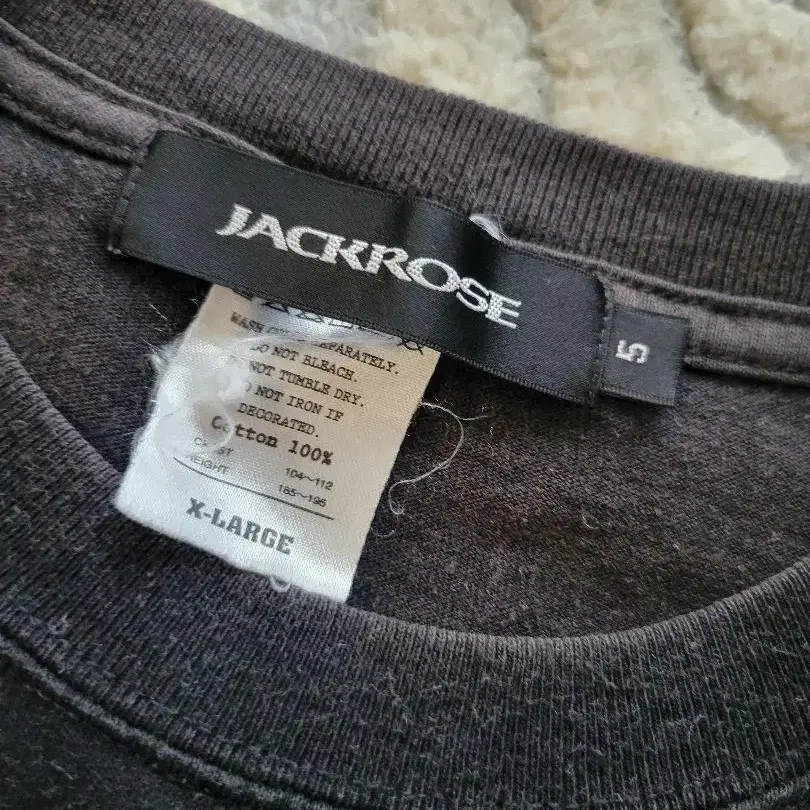 JACKROSE
5
WASH SEPARATELY.
DO NOT BLEACH.
NOT TUMBLE DRY.
DO NOT IRON IF
DECORATED.
Cotton 100%
CHEST 104~112
HEIGHT 185~195
X-LARGE